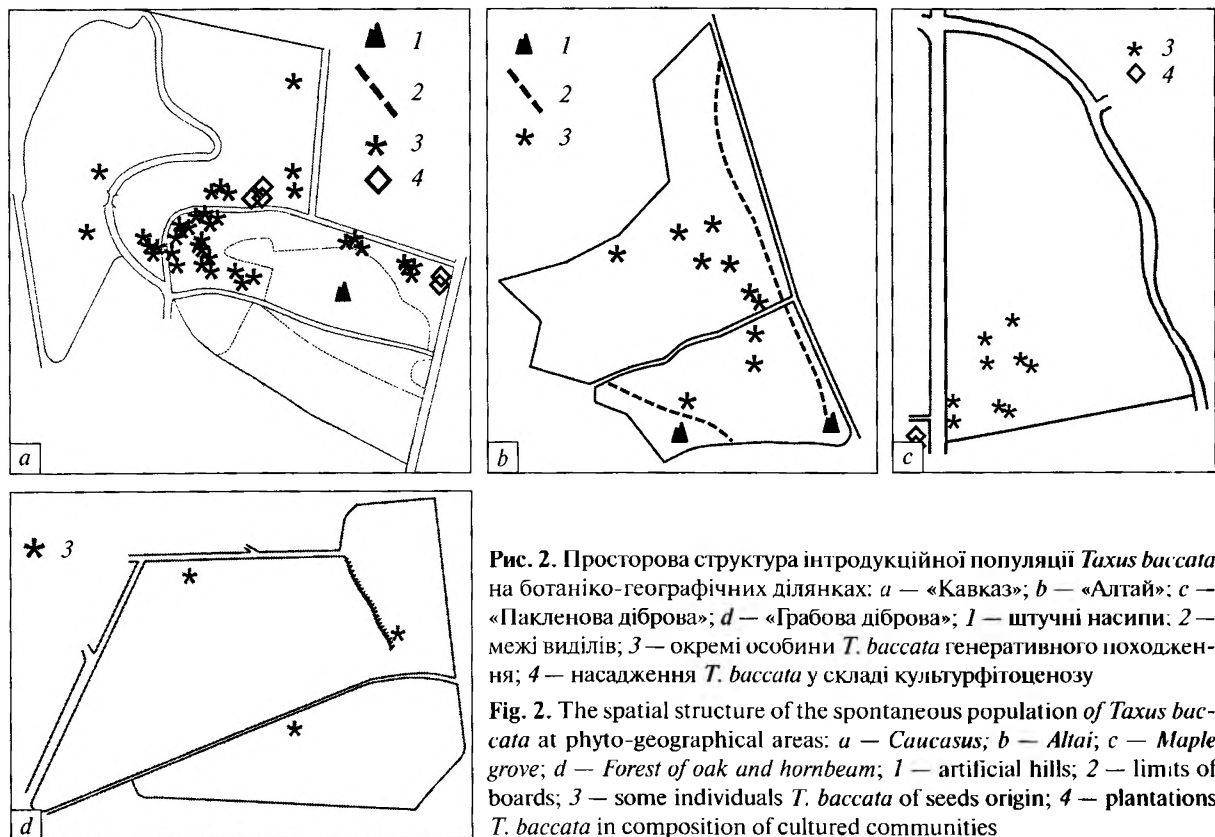 1
2
3
4
a
1
2
3
b
3
4
c
3
d
Рис. 2. Просторова структура інтродукційної популяції Taxus baccata
на ботаніко-географічних ділянках: a — «Кавказ»; b — «Алтай»; c —
«Пакленова діброва»; d — «Грабова діброва»; 1 — штучні насипи; 2 —
межі виділів; 3 — окремі особини T. baccata генеративного походжен-
ня; 4 — насадження T. baccata у складі культурфітоценозу
Fig. 2. The spatial structure of the spontaneous population of Taxus bac-
cata at phyto-geographical areas: a — Caucasus; b — Altai; c — Maple
grove; d — Forest of oak and hornbeam; 1 — artificial hills; 2 — limits of
boards; 3 — some individuals T. baccata of seeds origin; 4 — plantations
T. baccata in composition of cultured communities